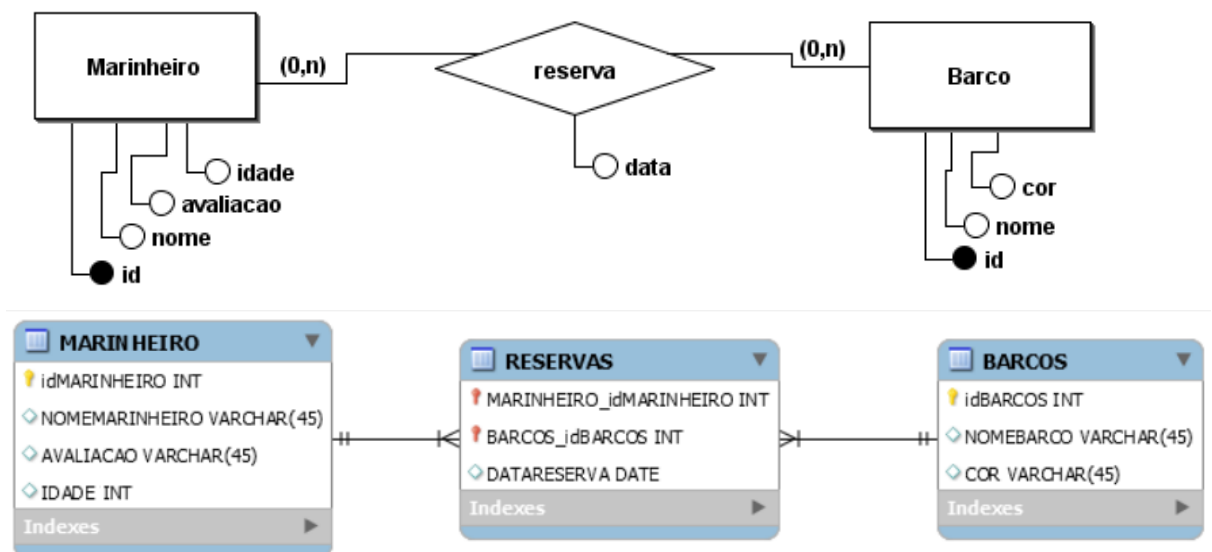 Marinheiro
(0,n)
reserva
(0,n)
Barco
idade
avaliacao
nome
id
data
cor
nome
id
MARINHEIRO
idMARINHEIRO INT
NOMEMARINHEIRO VARCHAR(45)
AVALIACAO VARCHAR(45)
IDADE INT
Indexes
RESERVAS
MARINHEIRO_idMARINHEIRO INT
BARCOS_idBARCOS INT
DATARESERVA DATE
Indexes
BARCOS
idBARCOS INT
NOMEBARCO VARCHAR(45)
COR VARCHAR(45)
Indexes